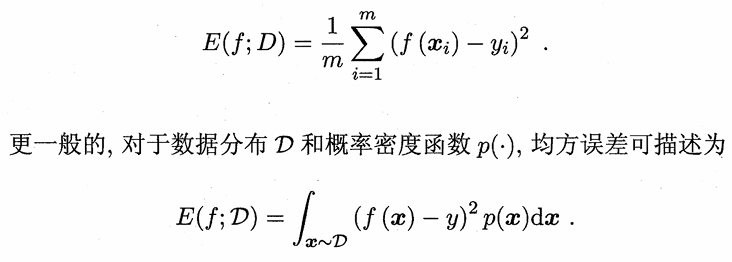 E(f; D) = \frac{1}{m} \sum_{i=1}^{m} (f(\boldsymbol{x}_i) - y_i)^2 .
更一般的, 对于数据分布 \mathcal{D} 和概率密度函数 p(·), 均方误差可描述为
E(f; \mathcal{D}) = \int_{\boldsymbol{x} \sim \mathcal{D}} (f(\boldsymbol{x}) - y)^2 p(\boldsymbol{x}) \mathrm{d}\boldsymbol{x} .